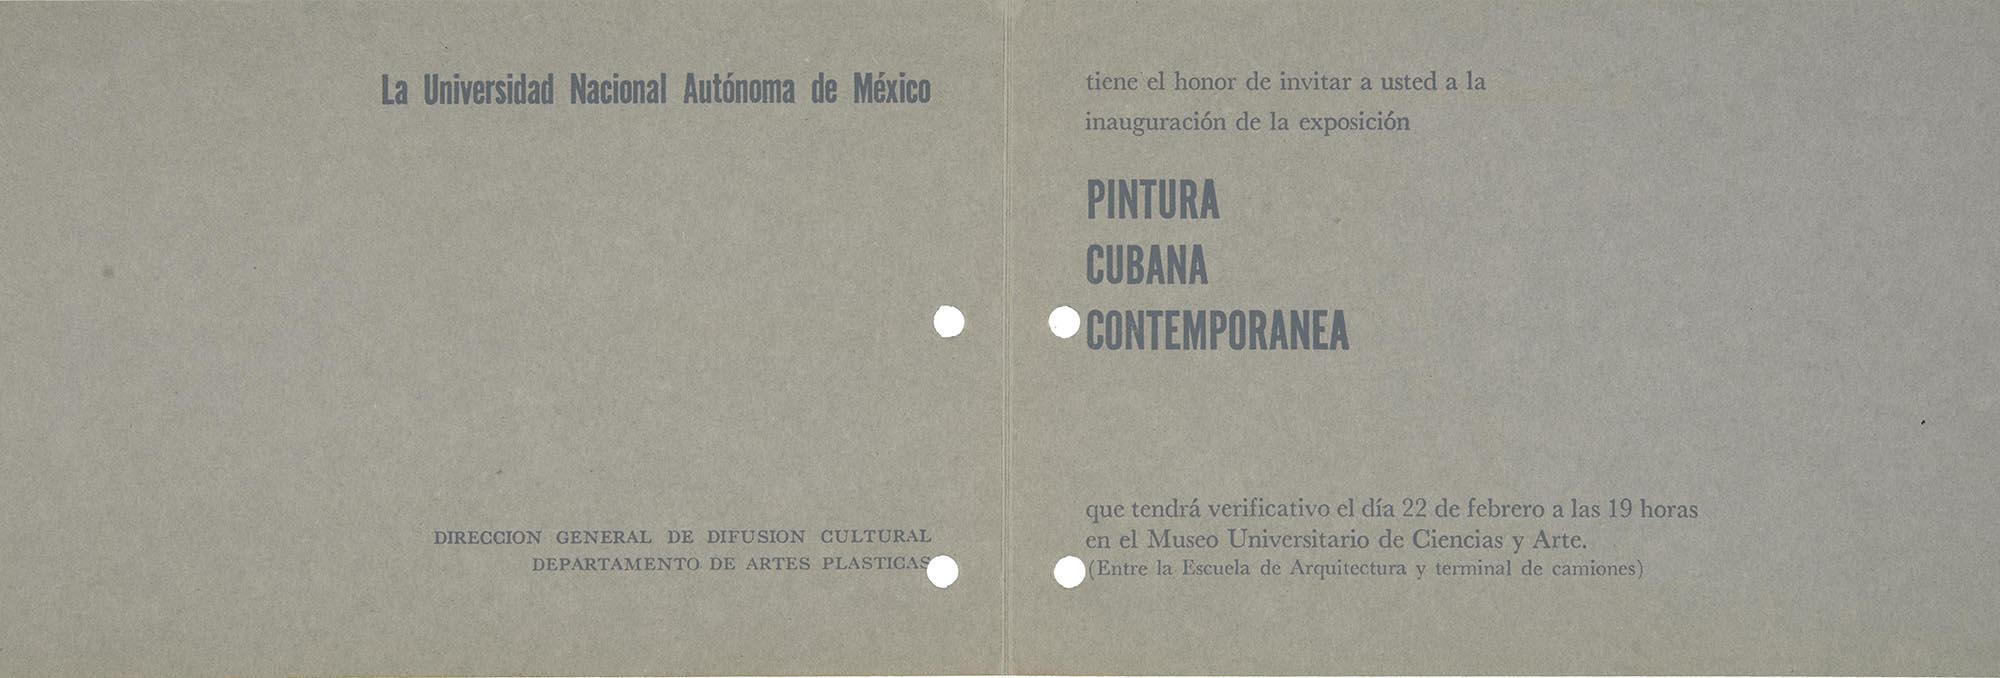 La Universidad Nacional Autónoma de México
DIRECCION GENERAL DE DIFUSION CULTURAL
DEPARTAMENTO DE ARTES PLASTICAS
tiene el honor de invitar a usted a la
inauguración de la exposición
PINTURA
CUBANA
CONTEMPORANEA
que tendrá verificativo el día 22 de febrero a las 19 horas
en el Museo Universitario de Ciencias y Arte.
(Entre la Escuela de Arquitectura y terminal de camiones)